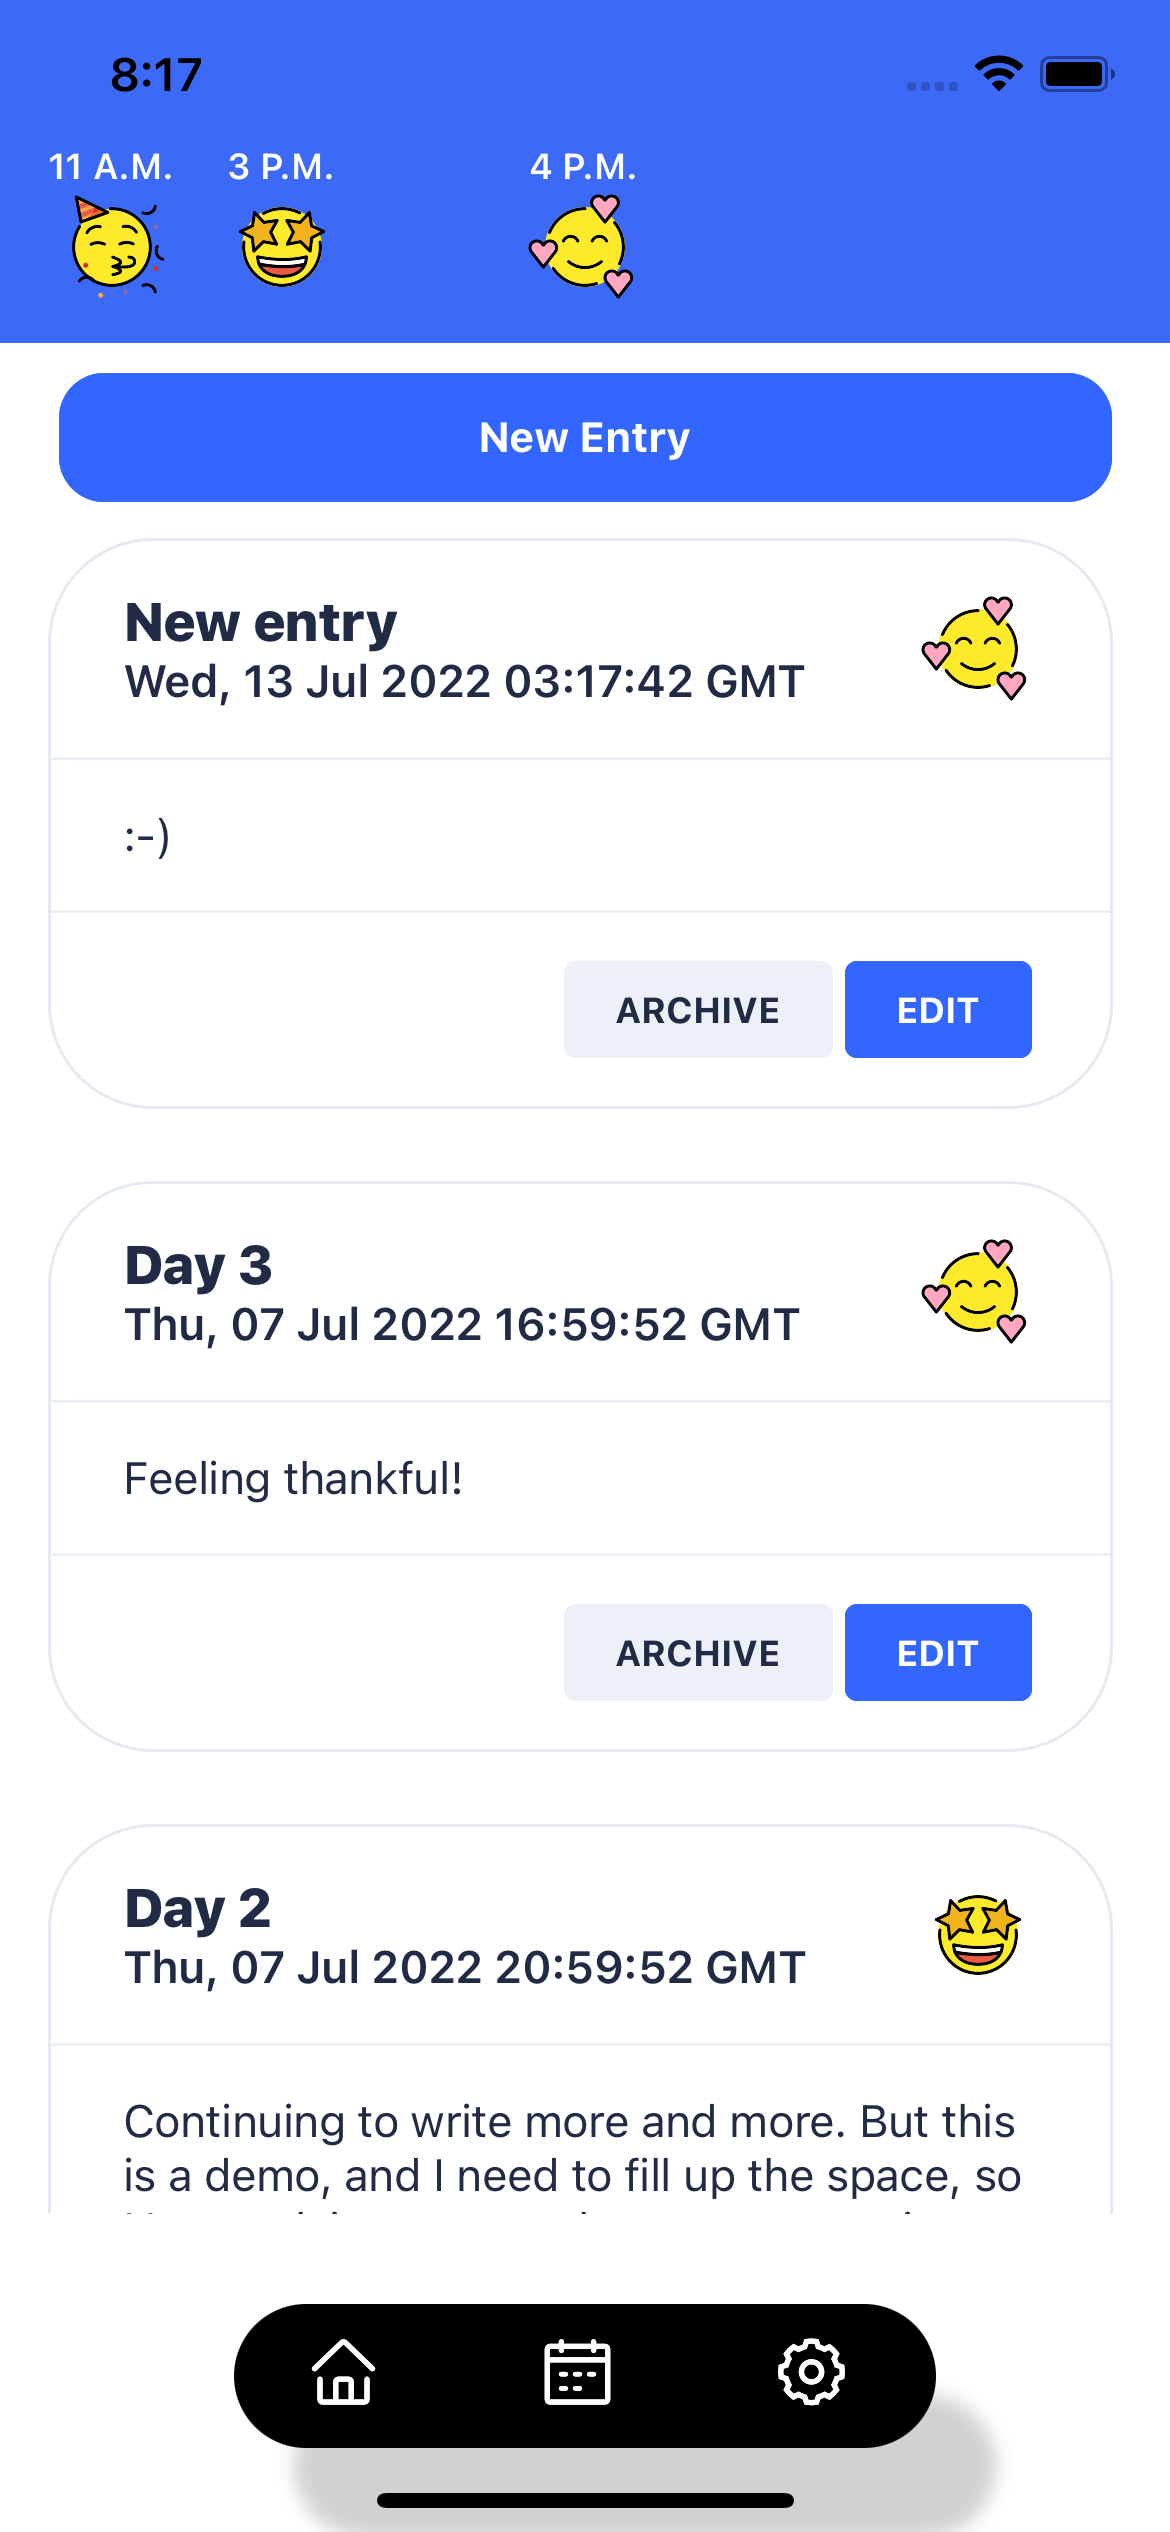 8:17
11 A.M. 3 P.M. 4 P.M.
New Entry
New entry
Wed, 13 Jul 2022 03:17:42 GMT
:-)
ARCHIVE EDIT
Day 3
Thu, 07 Jul 2022 16:59:52 GMT
Feeling thankful!
ARCHIVE EDIT
Day 2
Thu, 07 Jul 2022 20:59:52 GMT
Continuing to write more and more. But this
is a demo, and I need to fill up the space, so